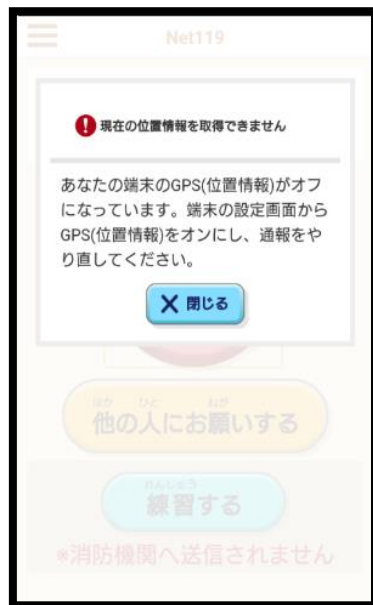 Net119
現在の位置情報を取得できません
あなたの端末のGPS(位置情報)がオフ
になっています。端末の設定画面から
GPS(位置情報)をオンにし、通報をや
り直してください。
閉じる
ほか ひと ねが
他の人にお願いする
れんしゅう
練習する
※消防機関へ送信されません